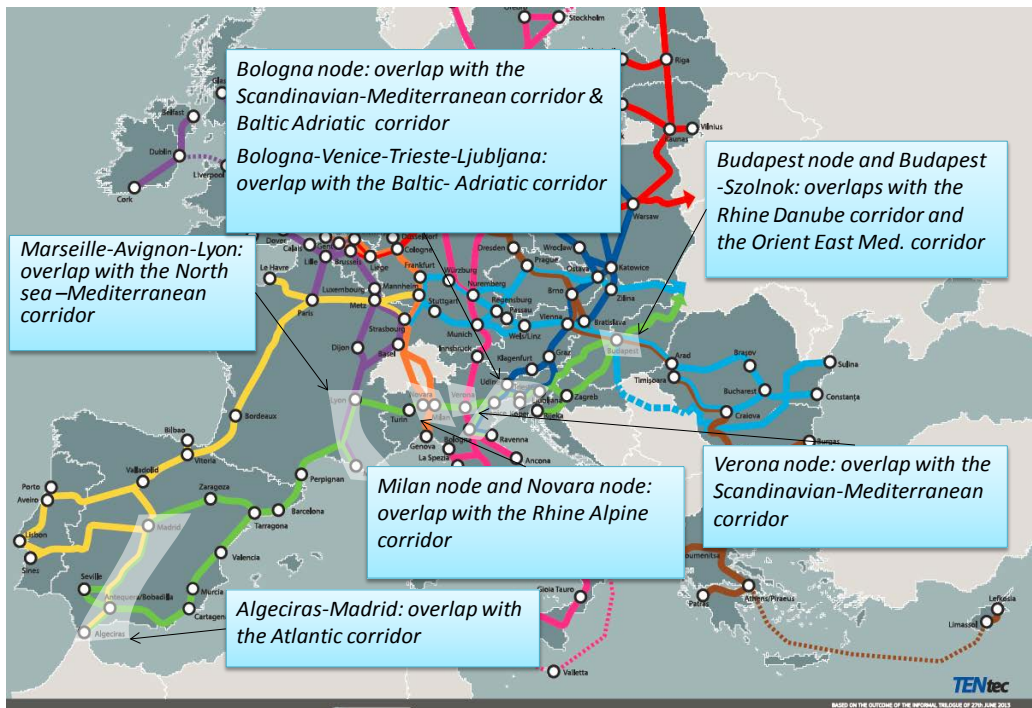 Stockholm
Riga
Belfast
Dublin
Liverpool
Cork
Kaunas
Vilnius
Bologna node: overlap with the
Scandinavian-Mediterranean corridor &
Baltic Adriatic corridor
Bologna-Venice-Trieste-Ljubljana:
overlap with the Baltic- Adriatic corridor
Budapest node and Budapest
-Szolnok: overlaps with the
Rhine Danube corridor and
the Orient East Med. corridor
Marseille-Avignon-Lyon:
overlap with the North
sea –Mediterranean
corridor
Warsaw
Dover
Calais
Lille
Brussels
Liège
Cologne
Frankfurt
Dresden
Wrocław
Prague
Ostava
Katowice
Le Havre
Luxembourg
Mannheim
Würzburg
Nuremberg
Brno
Zilina
Paris
Metz
Stuttgart
Regensburg
Passau
Strasbourg
Munich
Wels/Linz
Vienna
Bratislava
Dijon
Basel
Innsbruck
Klagenfurt
Graz
Budapest
Arad
Braşov
Sulina
Timişoara
Bucharest
Constanţa
Lyon
Novara
Milan
Verona
Ljubljana
Zagreb
Koper
Rijeka
Craiova
Turin
Genova
Bologna
Ravenna
Burgas
La Spezia
Ancona
Bordeaux
Bilbao
Vitoria
Valladolid
Perpignan
Porto
Aveiro
Zaragoza
Barcelona
Madrid
Tarragona
Lisbon
Sines
Valencia
Seville
Antequera/Bobadilla
Murcia
Algeciras
Milan node and Novara node:
overlap with the Rhine Alpine
corridor
Verona node: overlap with the
Scandinavian-Mediterranean
corridor
Algeciras-Madrid: overlap with
the Atlantic corridor
Gioia Tauro
Patras
Athens/Piraeus
Lefkosia
Limassol
Valletta
TENtec
BASED ON THE OUTCOME OF THE INFORMAL TRILOGUE OF 27th JUNE 2013